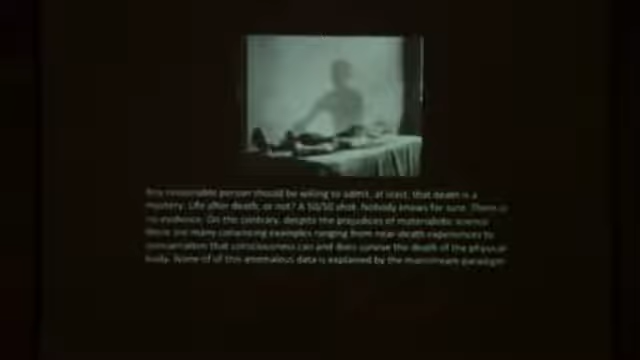 Any reasonable person should be willing to admit, at least, that death is a
mystery. Life after death, or not? A 50/50 shot. Nobody knows for sure. There is
no evidence. On the contrary, despite the prejudices of materialistic science,
there are many convincing examples ranging from near-death experiences to
that consciousness can and does survive the death of the physical
body. None of of this anomalous data is explained by the mainstream paradigm.